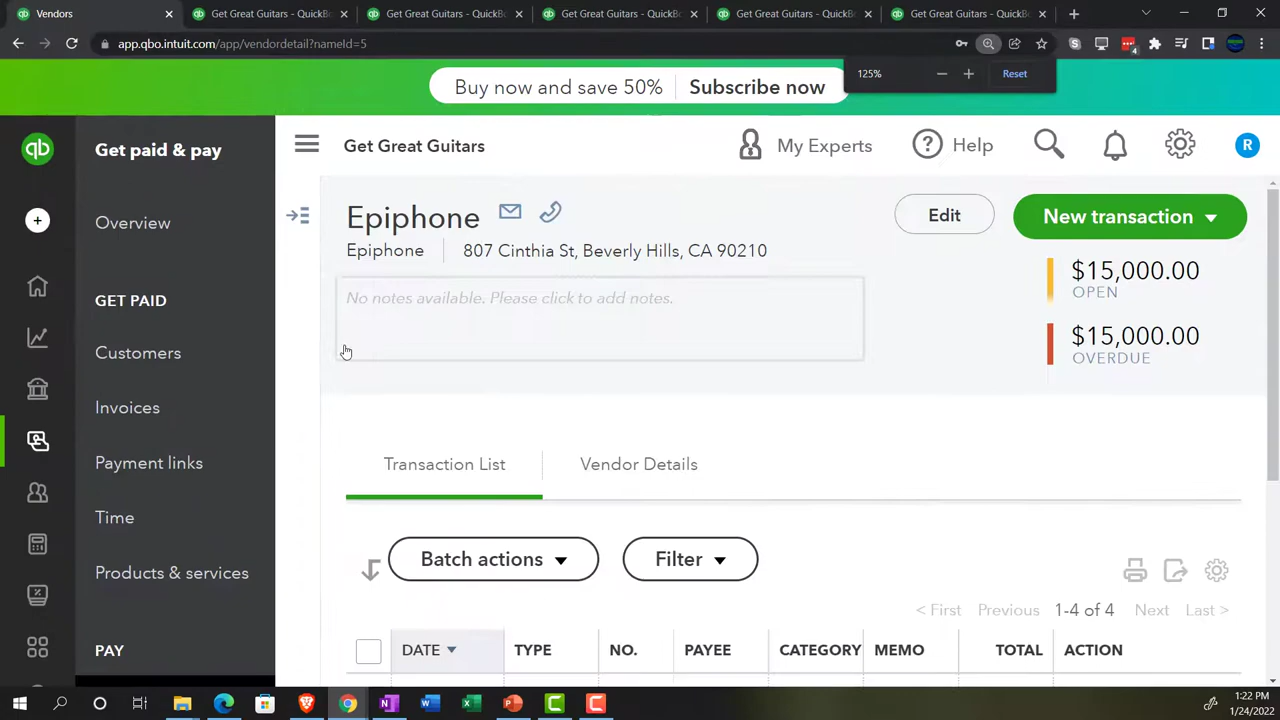 Vendors
Get Great Guitars - QuickB
Get Great Guitars - QuickBo
Get Great Guitars - QuickBo
Get Great Guitars - QuickBo
Get Great Guitars - QuickBo
app.qbo.intuit.com/app/vendordetail?nameId=5
4
125%
Reset
Buy now and save 50%
Subscribe now
qb
Get paid & pay
Get Great Guitars
My Experts
Help
R
Overview
GET PAID
Customers
Invoices
Payment links
Time
Products & services
PAY
Epiphone
Epiphone
807 Cinthia St, Beverly Hills, CA 90210
Edit
New transaction
No notes available. Please click to add notes.
$15,000.00
OPEN
$15,000.00
OVERDUE
Transaction List
Vendor Details
Batch actions
Filter
< First Previous 1-4 of 4 Next Last >
DATE TYPE NO. PAYEE CATEGORY MEMO TOTAL ACTION
1:22 PM
1/24/2022